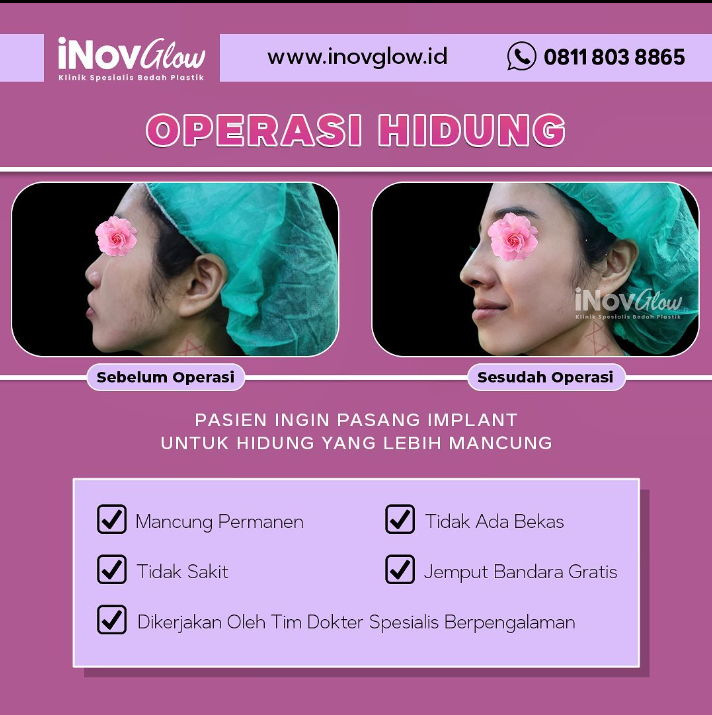 iNovGlow
Klinik Spesialis Bedah Plastik
www.inovglow.id
0811 803 8865
OPERASI HIDUNG
iNovGlow
Klinik Spesialis Bedah Plastik
Sebelum Operasi
Sesudah Operasi
PASIEN INGIN PASANG IMPLANT
UNTUK HIDUNG YANG LEBIH MANCUNG
Mancung Permanen
Tidak Ada Bekas
Tidak Sakit
Jemput Bandara Gratis
Dikerjakan Oleh Tim Dokter Spesialis Berpengalaman